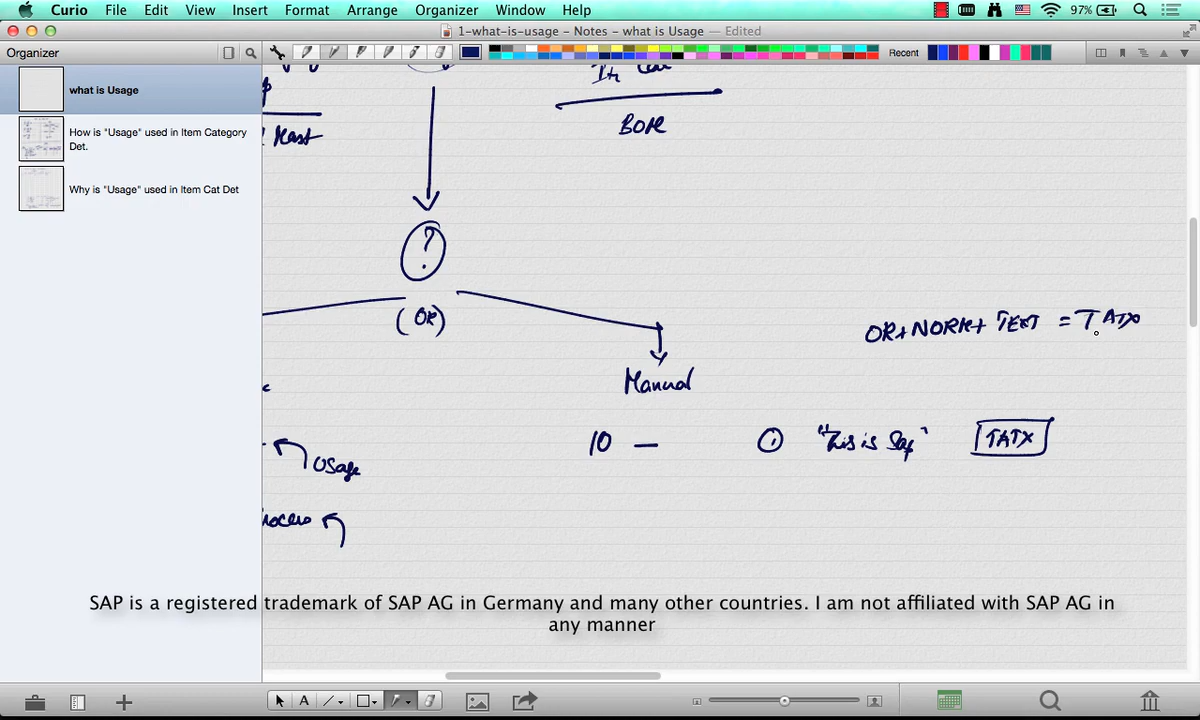 Curio File Edit View Insert Format Arrange Organizer Window Help 97%
1-what-is-usage – Notes – what is Usage — Edited
Organizer Recent
what is Usage
How is "Usage" used in Item Category Det.
Why is "Usage" used in Item Cat Det
It Cat
?
(OR)
OR+NORM+ TEXT = TATX
Manual
10 — ① "This is Sap" TATX
Usage
SAP is a registered trademark of SAP AG in Germany and many other countries. I am not affiliated with SAP AG in
any manner
A